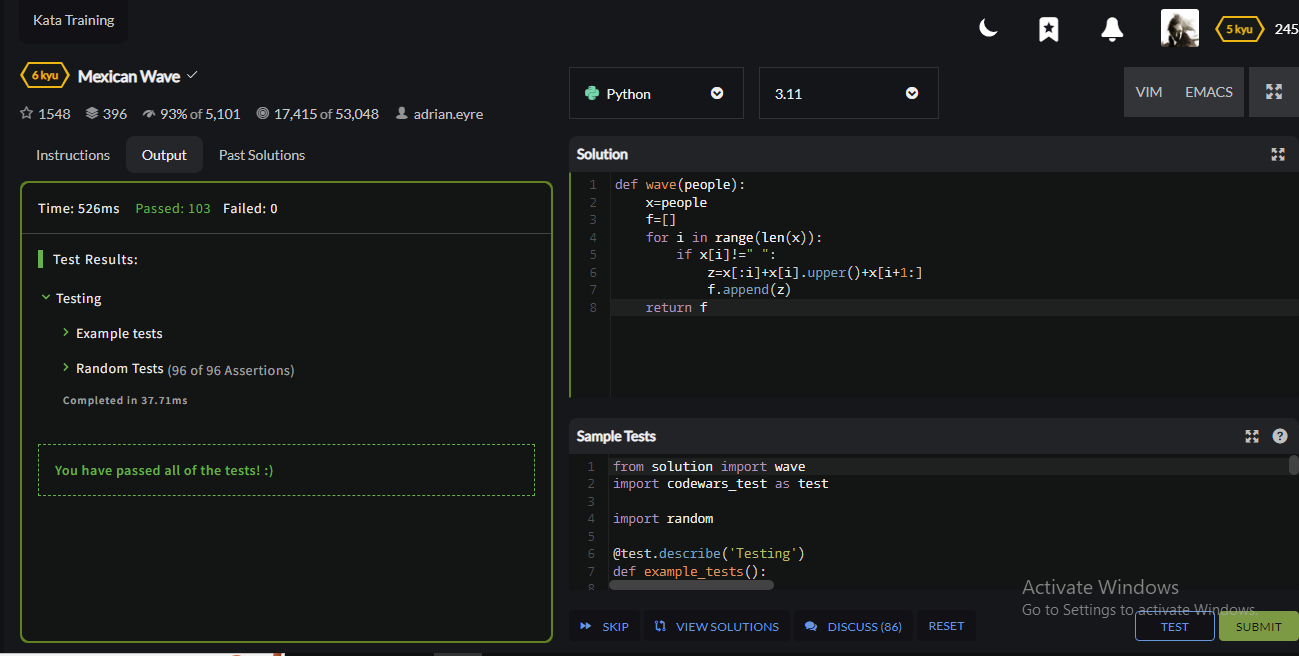 Kata Training
5 kyu 245
6 kyu Mexican Wave
1548 396 93% of 5,101 17,415 of 53,048 adrian.eyre
Instructions Output Past Solutions
Time: 526ms Passed: 103 Failed: 0
Test Results:
Testing
Example tests
Random Tests (96 of 96 Assertions)
Completed in 37.71ms
You have passed all of the tests! :)
Python 3.11 VIM EMACS
Solution
1 def wave(people):
2     x=people
3     f=[]
4     for i in range(len(x)):
5         if x[i]!=" ":
6             z=x[:i]+x[i].upper()+x[i+1:]
7             f.append(z)
8     return f
Sample Tests
1 from solution import wave
2 import codewars_test as test
3
4 import random
5
6 @test.describe('Testing')
7 def example_tests():
8
Activate Windows
Go to Settings to activate Windows.
SKIP VIEW SOLUTIONS DISCUSS (86) RESET TEST SUBMIT